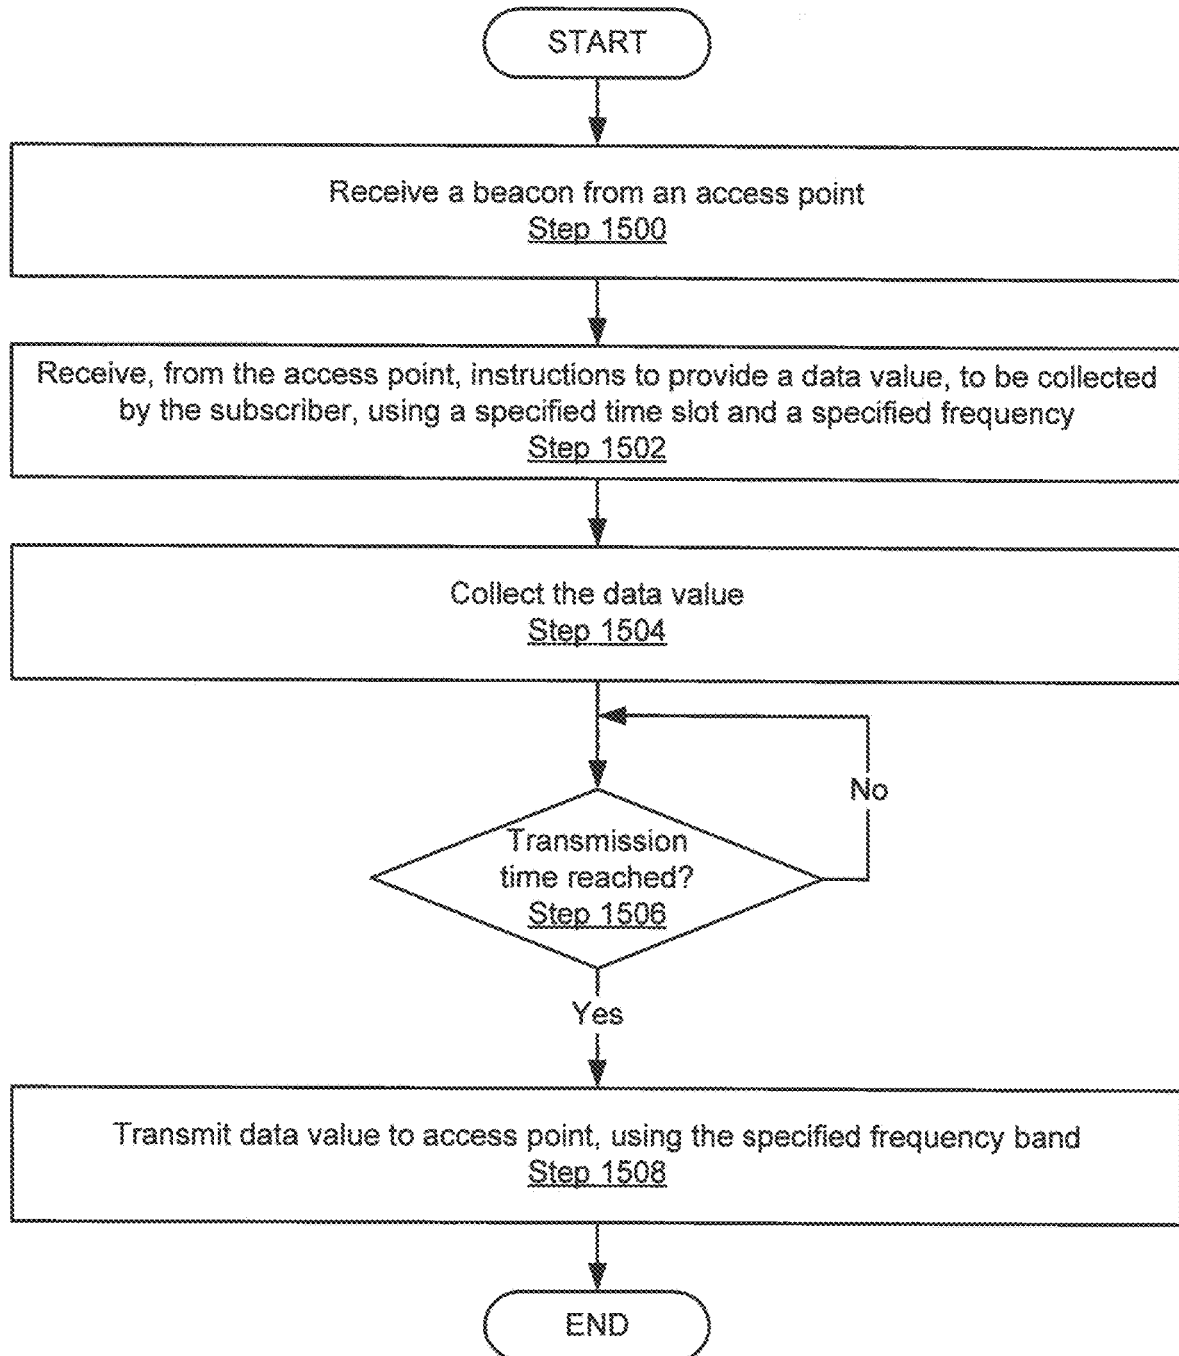 START
Receive a beacon from an access point
Step 1500
Receive, from the access point, instructions to provide a data value, to be collected
by the subscriber, using a specified time slot and a specified frequency
Step 1502
Collect the data value
Step 1504
No
Transmission
time reached?
Step 1506
Yes
Transmit data value to access point, using the specified frequency band
Step 1508
END